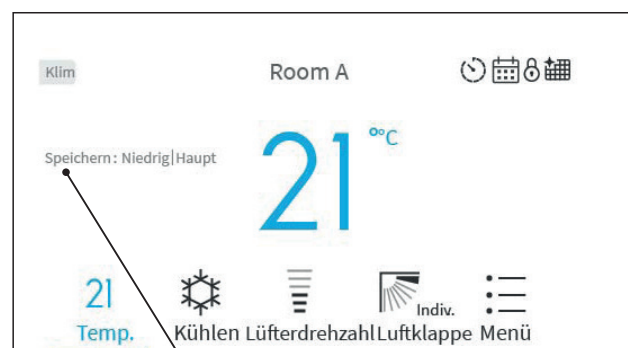 Klim Room A
21 °C
Speichern: Niedrig|Haupt
21 Indiv.
Temp. Kühlen Lüfterdrehzahl Luftklappe Menü